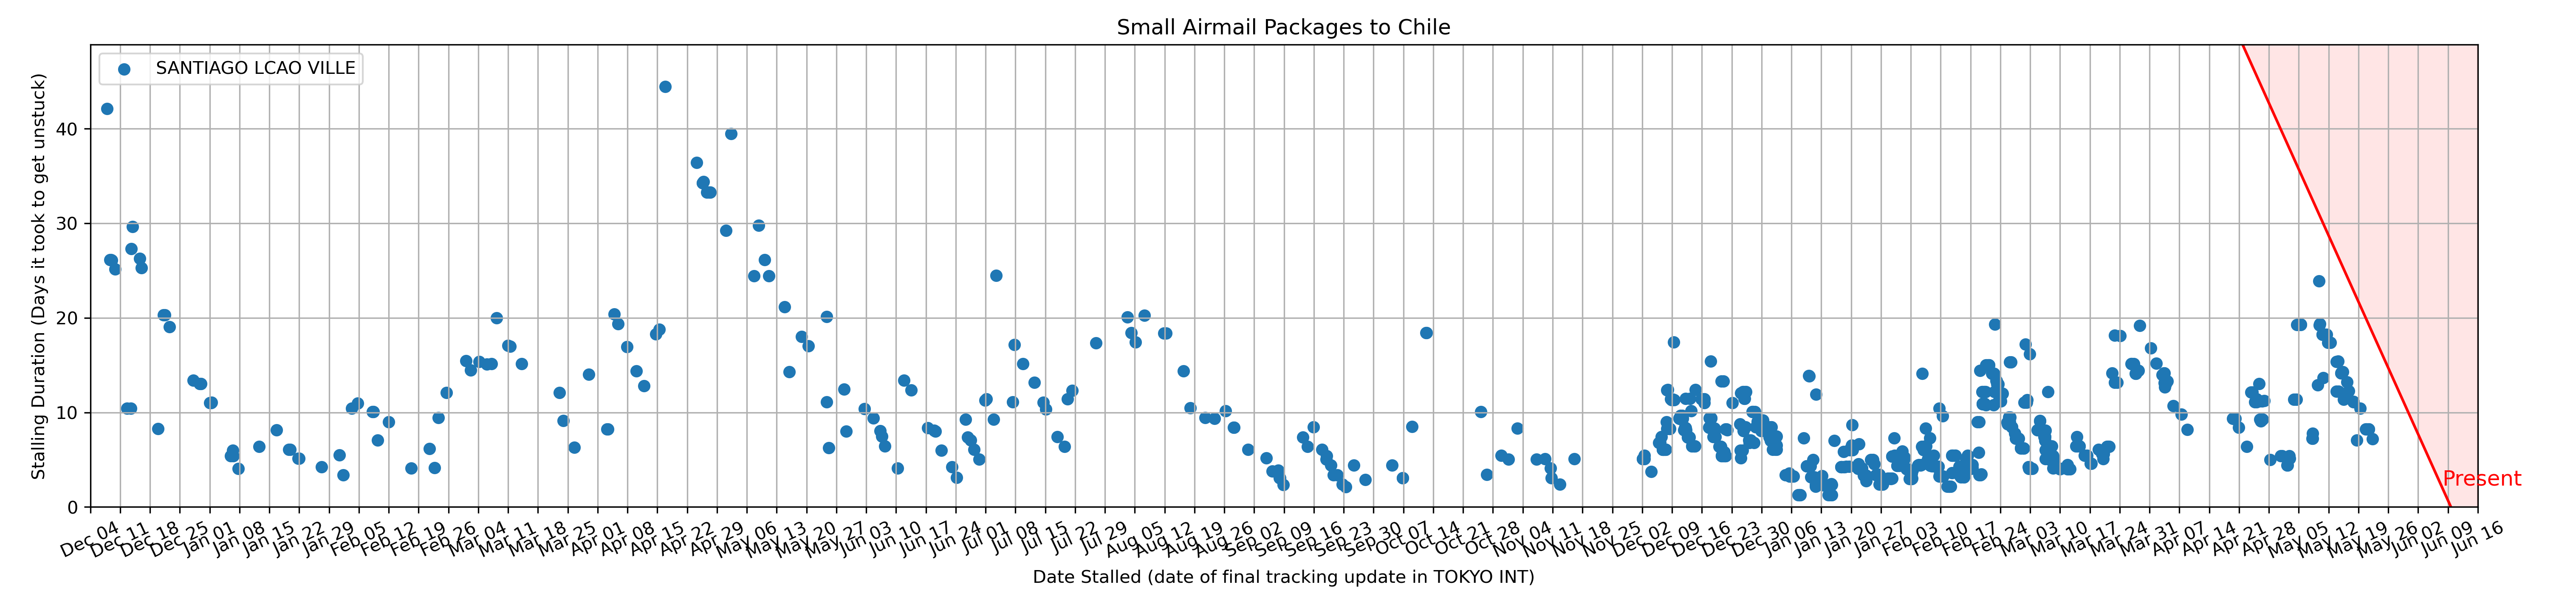 Small Airmail Packages to Chile
SANTIAGO LCAO VILLE
Stalling Duration (Days it took to get unstuck)
40
30
20
10
0
Present
Dec 04
Dec 11
Dec 18
Dec 25
Jan 01
Jan 08
Jan 15
Jan 22
Jan 29
Feb 05
Feb 12
Feb 19
Feb 26
Mar 04
Mar 11
Mar 18
Mar 25
Apr 01
Apr 08
Apr 15
Apr 22
Apr 29
May 06
May 13
May 20
May 27
Jun 03
Jun 10
Jun 17
Jun 24
Jul 01
Jul 08
Jul 15
Jul 22
Jul 29
Aug 05
Aug 12
Aug 19
Aug 26
Sep 02
Sep 09
Sep 16
Sep 23
Sep 30
Oct 07
Oct 14
Oct 21
Oct 28
Nov 04
Nov 11
Nov 18
Nov 25
Dec 02
Dec 09
Dec 16
Dec 23
Dec 30
Jan 06
Jan 13
Jan 20
Jan 27
Feb 03
Feb 10
Feb 17
Feb 24
Mar 03
Mar 10
Mar 17
Mar 24
Mar 31
Apr 07
Apr 14
Apr 21
Apr 28
May 05
May 12
May 19
May 26
Jun 02
Jun 09
Jun 16
Date Stalled (date of final tracking update in TOKYO INT)